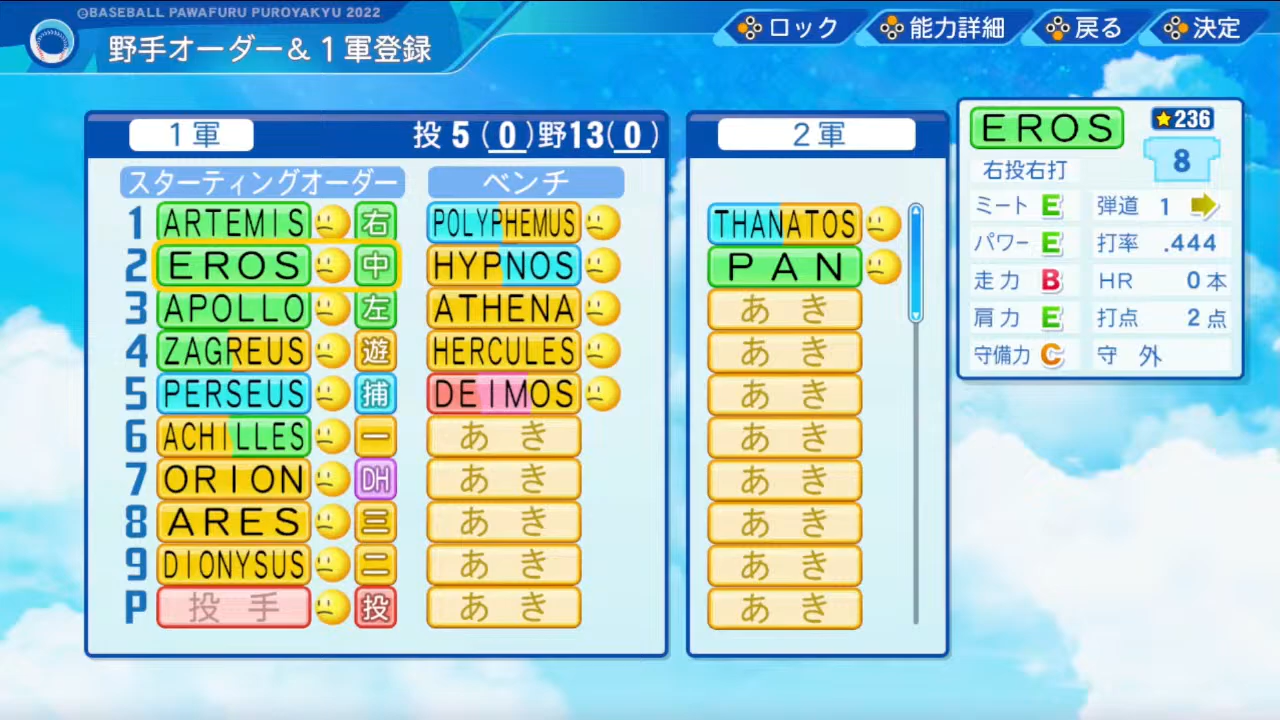 ©BASEBALL PAWAFURU PUROYAKYU 2022
野手オーダー&1軍登録
ロック 能力詳細 戻る 決定
1軍 投5(0)野13(0)
スターティングオーダー ベンチ
1 ARTEMIS 右 POLYPHEMUS
2 EROS 中 HYPNOS
3 APOLLO 左 ATHENA
4 ZAGREUS 遊 HERCULES
5 PERSEUS 捕 DEIMOS
6 ACHILLES 一 あき
7 ORION DH あき
8 ARES 三 あき
9 DIONYSUS 二 あき
P 投手 投 あき
2軍
THANATOS
PAN
あき
あき
あき
あき
あき
あき
あき
あき
EROS ★236
右投右打 8
ミート E 弾道 1
パワー E 打率 .444
走力 B HR 0本
肩力 E 打点 2点
守備力 C 守 外